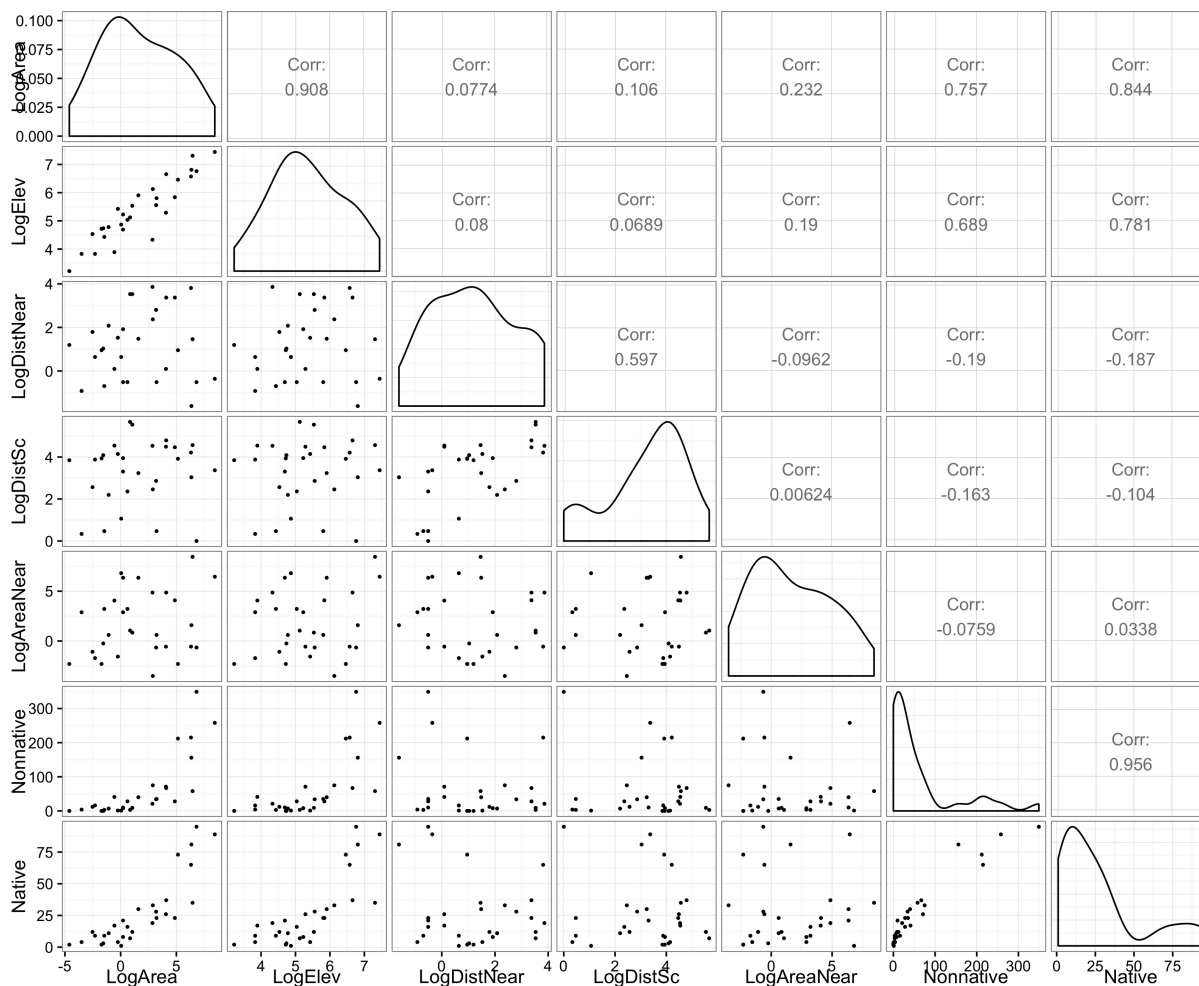 0.100
0.075
0.050
0.025
0.000
LogArea
Corr:
0.908
Corr:
0.0774
Corr:
0.106
Corr:
0.232
Corr:
0.757
Corr:
0.844
7
6
5
4
LogElev
Corr:
0.08
Corr:
0.0689
Corr:
0.19
Corr:
0.689
Corr:
0.781
4
2
0
LogDistNear
Corr:
0.597
Corr:
-0.0962
Corr:
-0.19
Corr:
-0.187
4
2
0
LogDistSc
Corr:
0.00624
Corr:
-0.163
Corr:
-0.104
5
0
LogAreaNear
Corr:
-0.0759
Corr:
0.0338
300
200
100
0
Nonnative
Corr:
0.956
75
50
25
0
Native
-5 0 5
LogArea
4 5 6 7
LogElev
0 2 4
LogDistNear
0 2 4
LogDistSc
0 5
LogAreaNear
0 100 200 300
Nonnative
0 25 50 75
Native